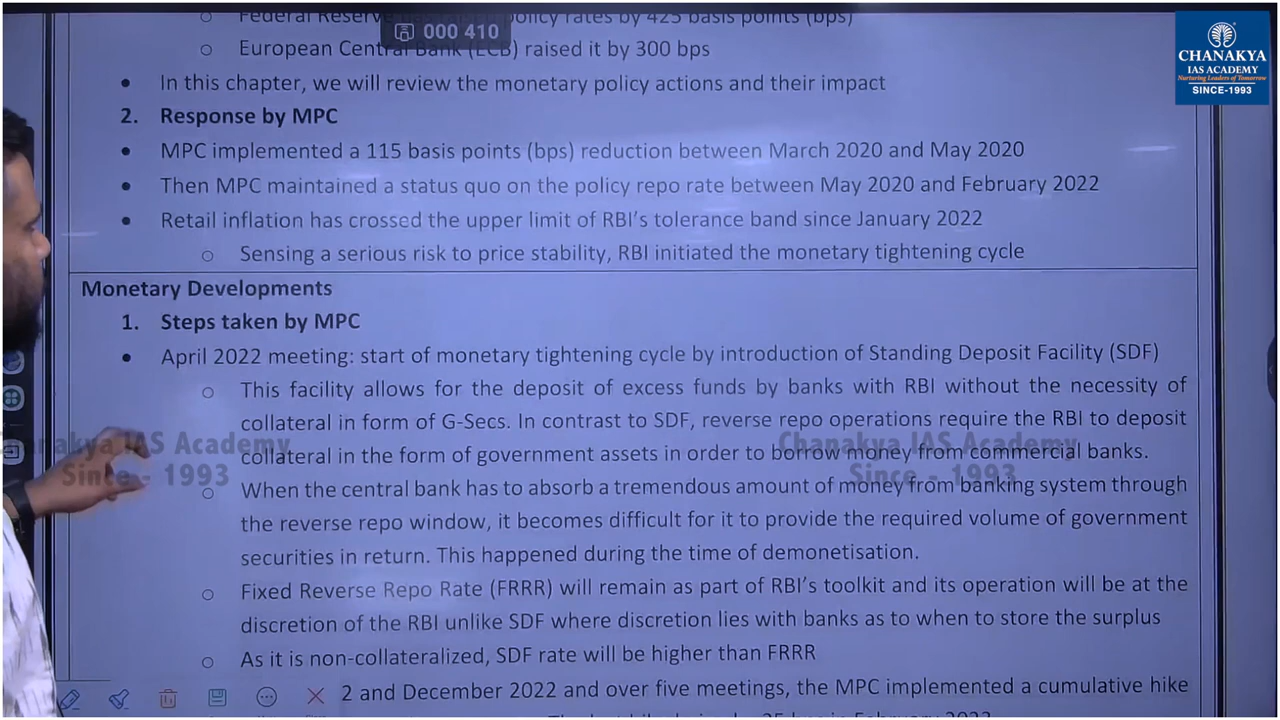 Federal Reserve policy rates by 425 basis points (bps)
000 410
European Central Bank (ECB) raised it by 300 bps
In this chapter, we will review the monetary policy actions and their impact
CHANAKYA
IAS ACADEMY
Nurturing Leaders of Tomorrow
SINCE-1993
2. Response by MPC
MPC implemented a 115 basis points (bps) reduction between March 2020 and May 2020
Then MPC maintained a status quo on the policy repo rate between May 2020 and February 2022
Retail inflation has crossed the upper limit of RBI's tolerance band since January 2022
Sensing a serious risk to price stability, RBI initiated the monetary tightening cycle
Monetary Developments
1. Steps taken by MPC
April 2022 meeting: start of monetary tightening cycle by introduction of Standing Deposit Facility (SDF)
This facility allows for the deposit of excess funds by banks with RBI without the necessity of
collateral in form of G-Secs. In contrast to SDF, reverse repo operations require the RBI to deposit
collateral in the form of government assets in order to borrow money from commercial banks.
Chanakya IAS Academy
Since - 1993
Chanakya IAS Academy
Since - 1993
When the central bank has to absorb a tremendous amount of money from banking system through
the reverse repo window, it becomes difficult for it to provide the required volume of government
securities in return. This happened during the time of demonetisation.
Fixed Reverse Repo Rate (FRRR) will remain as part of RBI's toolkit and its operation will be at the
discretion of the RBI unlike SDF where discretion lies with banks as to when to store the surplus
As it is non-collateralized, SDF rate will be higher than FRRR
2 and December 2022 and over five meetings, the MPC implemented a cumulative hike